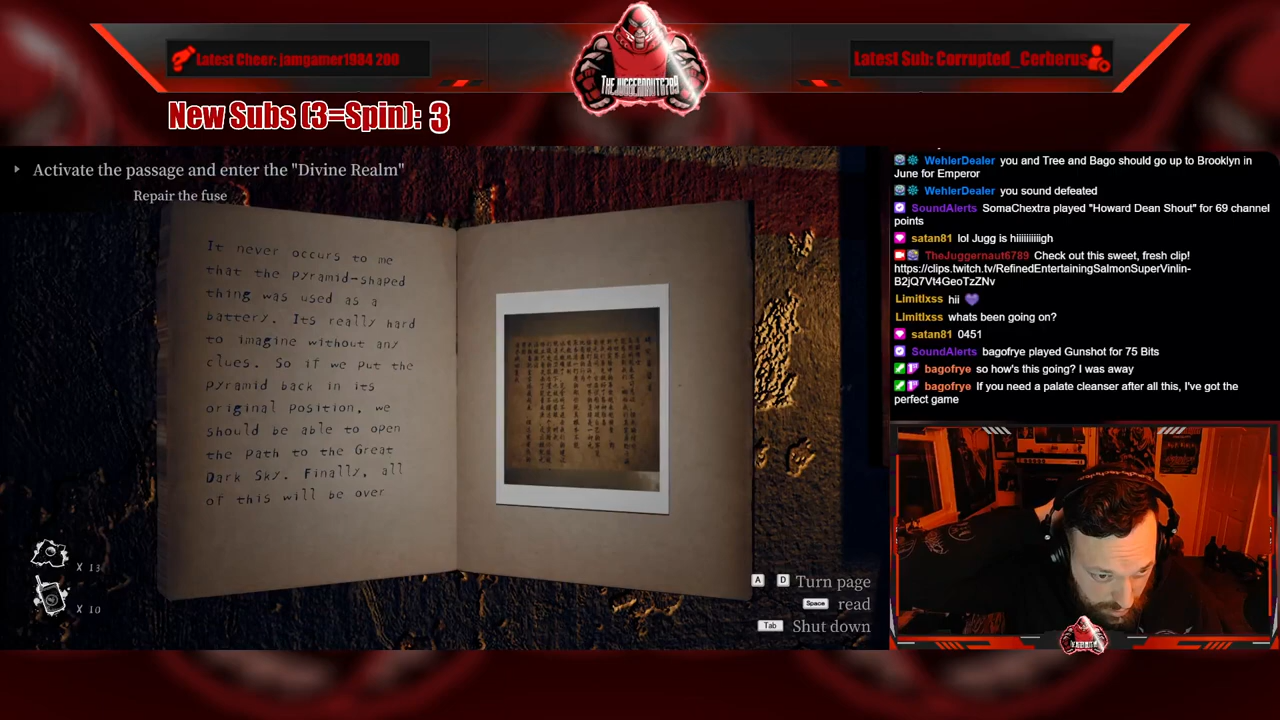 Latest Cheer: jamgamer1984 200
THEJUGGERNAUT6789
Latest Sub: Corrupted_Cerberus
New Subs (3=Spin): 3
Activate the passage and enter the "Divine Realm"
Repair the fuse
It never occurs to me
that the pyramid-shaped
thing was used as a
battery. Its really hard
to imagine without any
clues. So if we put the
pyramid back in its
original position, we
should be able to open
the path to the Great
Dark Sky. Finally, all
of this will be over
X 13
X 10
A D Turn page
Space read
Tab Shut down
WehlerDealer you and Tree and Bago should go up to Brooklyn in
June for Emperor
WehlerDealer you sound defeated
SoundAlerts SomaChextra played "Howard Dean Shout" for 69 channel
points
satan81 lol Jugg is hiiiiiiiiiigh
TheJuggernaut6789 Check out this sweet, fresh clip!
https://clips.twitch.tv/RefinedEntertainingSalmonSuperVinlin-
B2jQ7Vt4GeoTzZNv
Limitlxss hii 💜
Limitlxss whats been going on?
satan81 0451
SoundAlerts bagofrye played Gunshot for 75 Bits
bagofrye so how's this going? I was away
bagofrye If you need a palate cleanser after all this, I've got the
perfect game